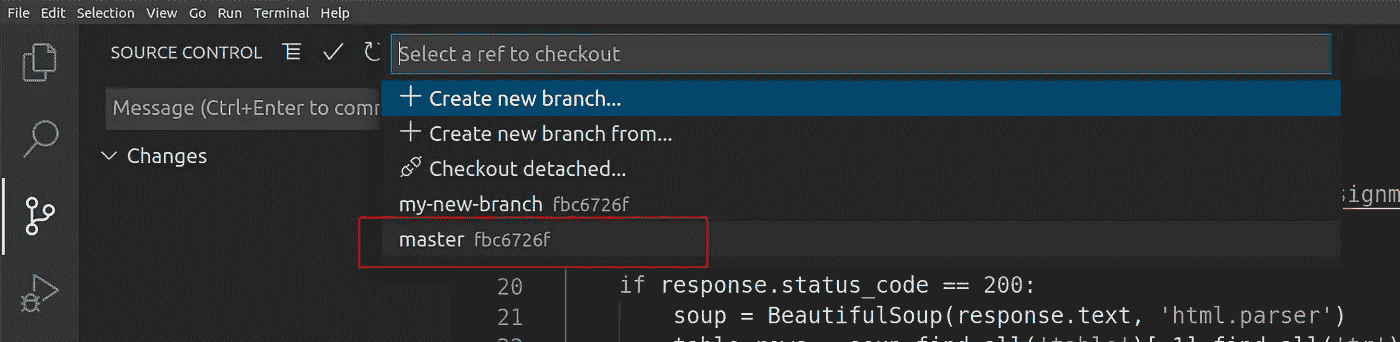 File Edit Selection View Go Run Terminal Help
SOURCE CONTROL
Select a ref to checkout
Message (Ctrl+Enter to comm
Create new branch...
Create new branch from...
Changes
Checkout detached...
my-new-branch fbc6726f
signm
master fbc6726f
20 if response.status_code == 200:
21 soup = BeautifulSoup(response.text, 'html.parser')